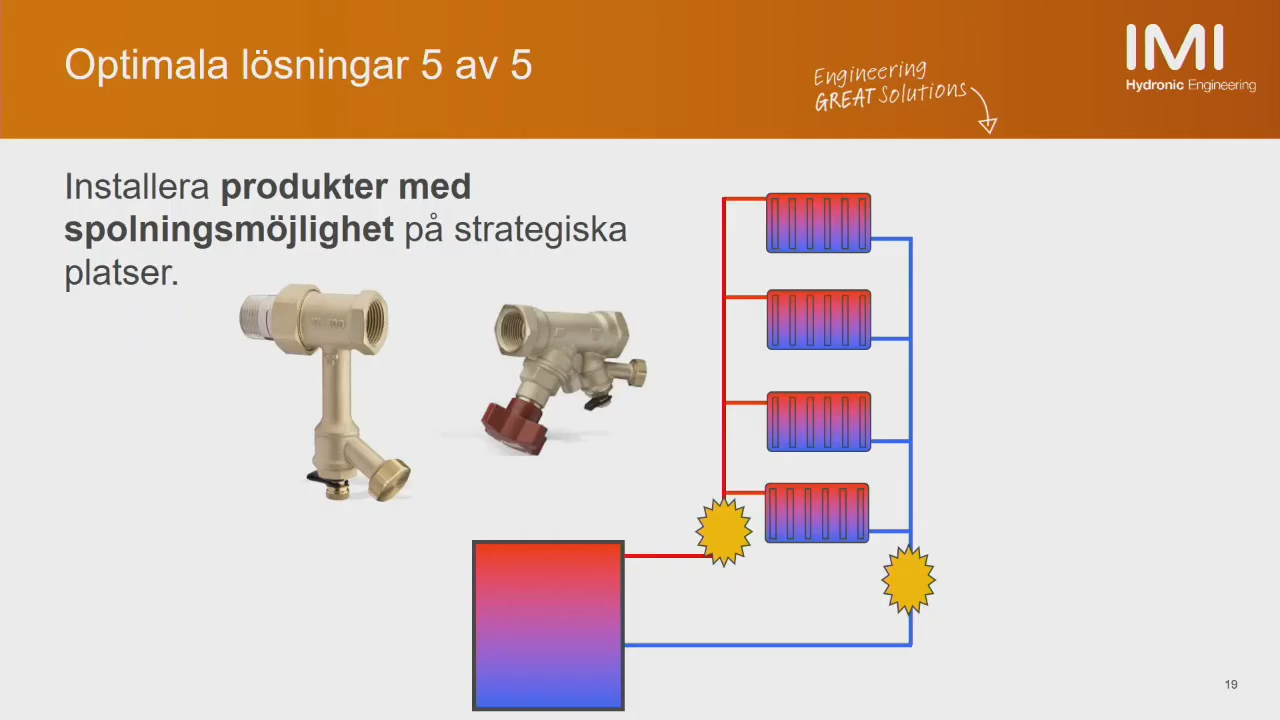 Optimala lösningar 5 av 5
Engineering
GREAT Solutions
IMI
Hydronic Engineering
Installera produkter med
spolningsmöjlighet på strategiska
platser.
19